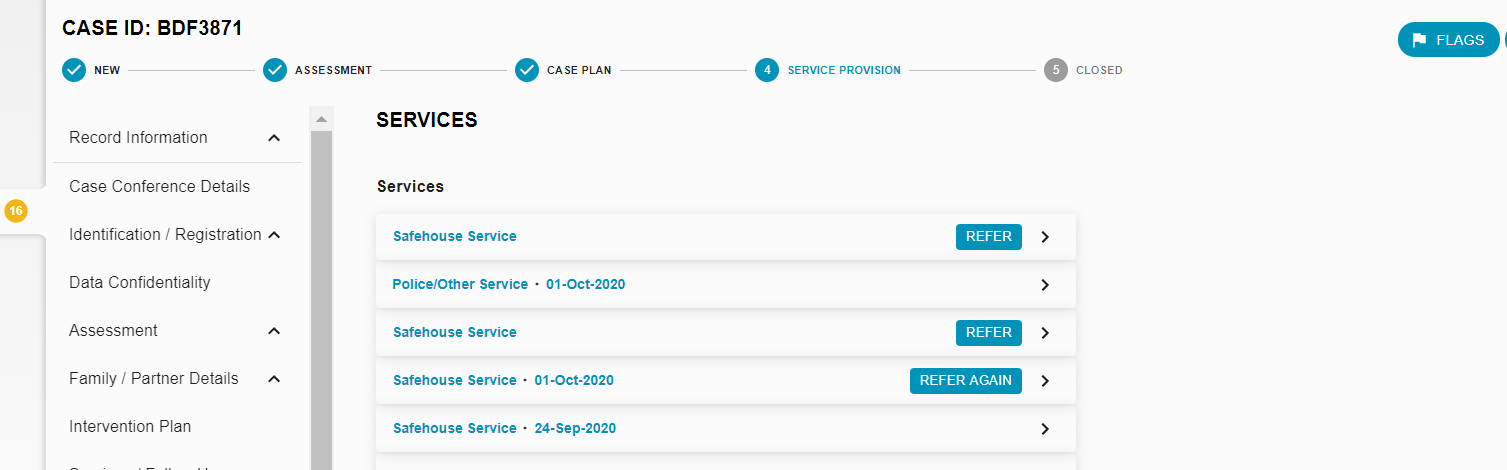 CASE ID: BDF3871
FLAGS
NEW
ASSESSMENT
CASE PLAN
4 SERVICE PROVISION
5 CLOSED
16
Record Information
Case Conference Details
Identification / Registration
Data Confidentiality
Assessment
Family / Partner Details
Intervention Plan
SERVICES
Services
Safehouse Service REFER
Police/Other Service · 01-Oct-2020
Safehouse Service REFER
Safehouse Service · 01-Oct-2020 REFER AGAIN
Safehouse Service · 24-Sep-2020